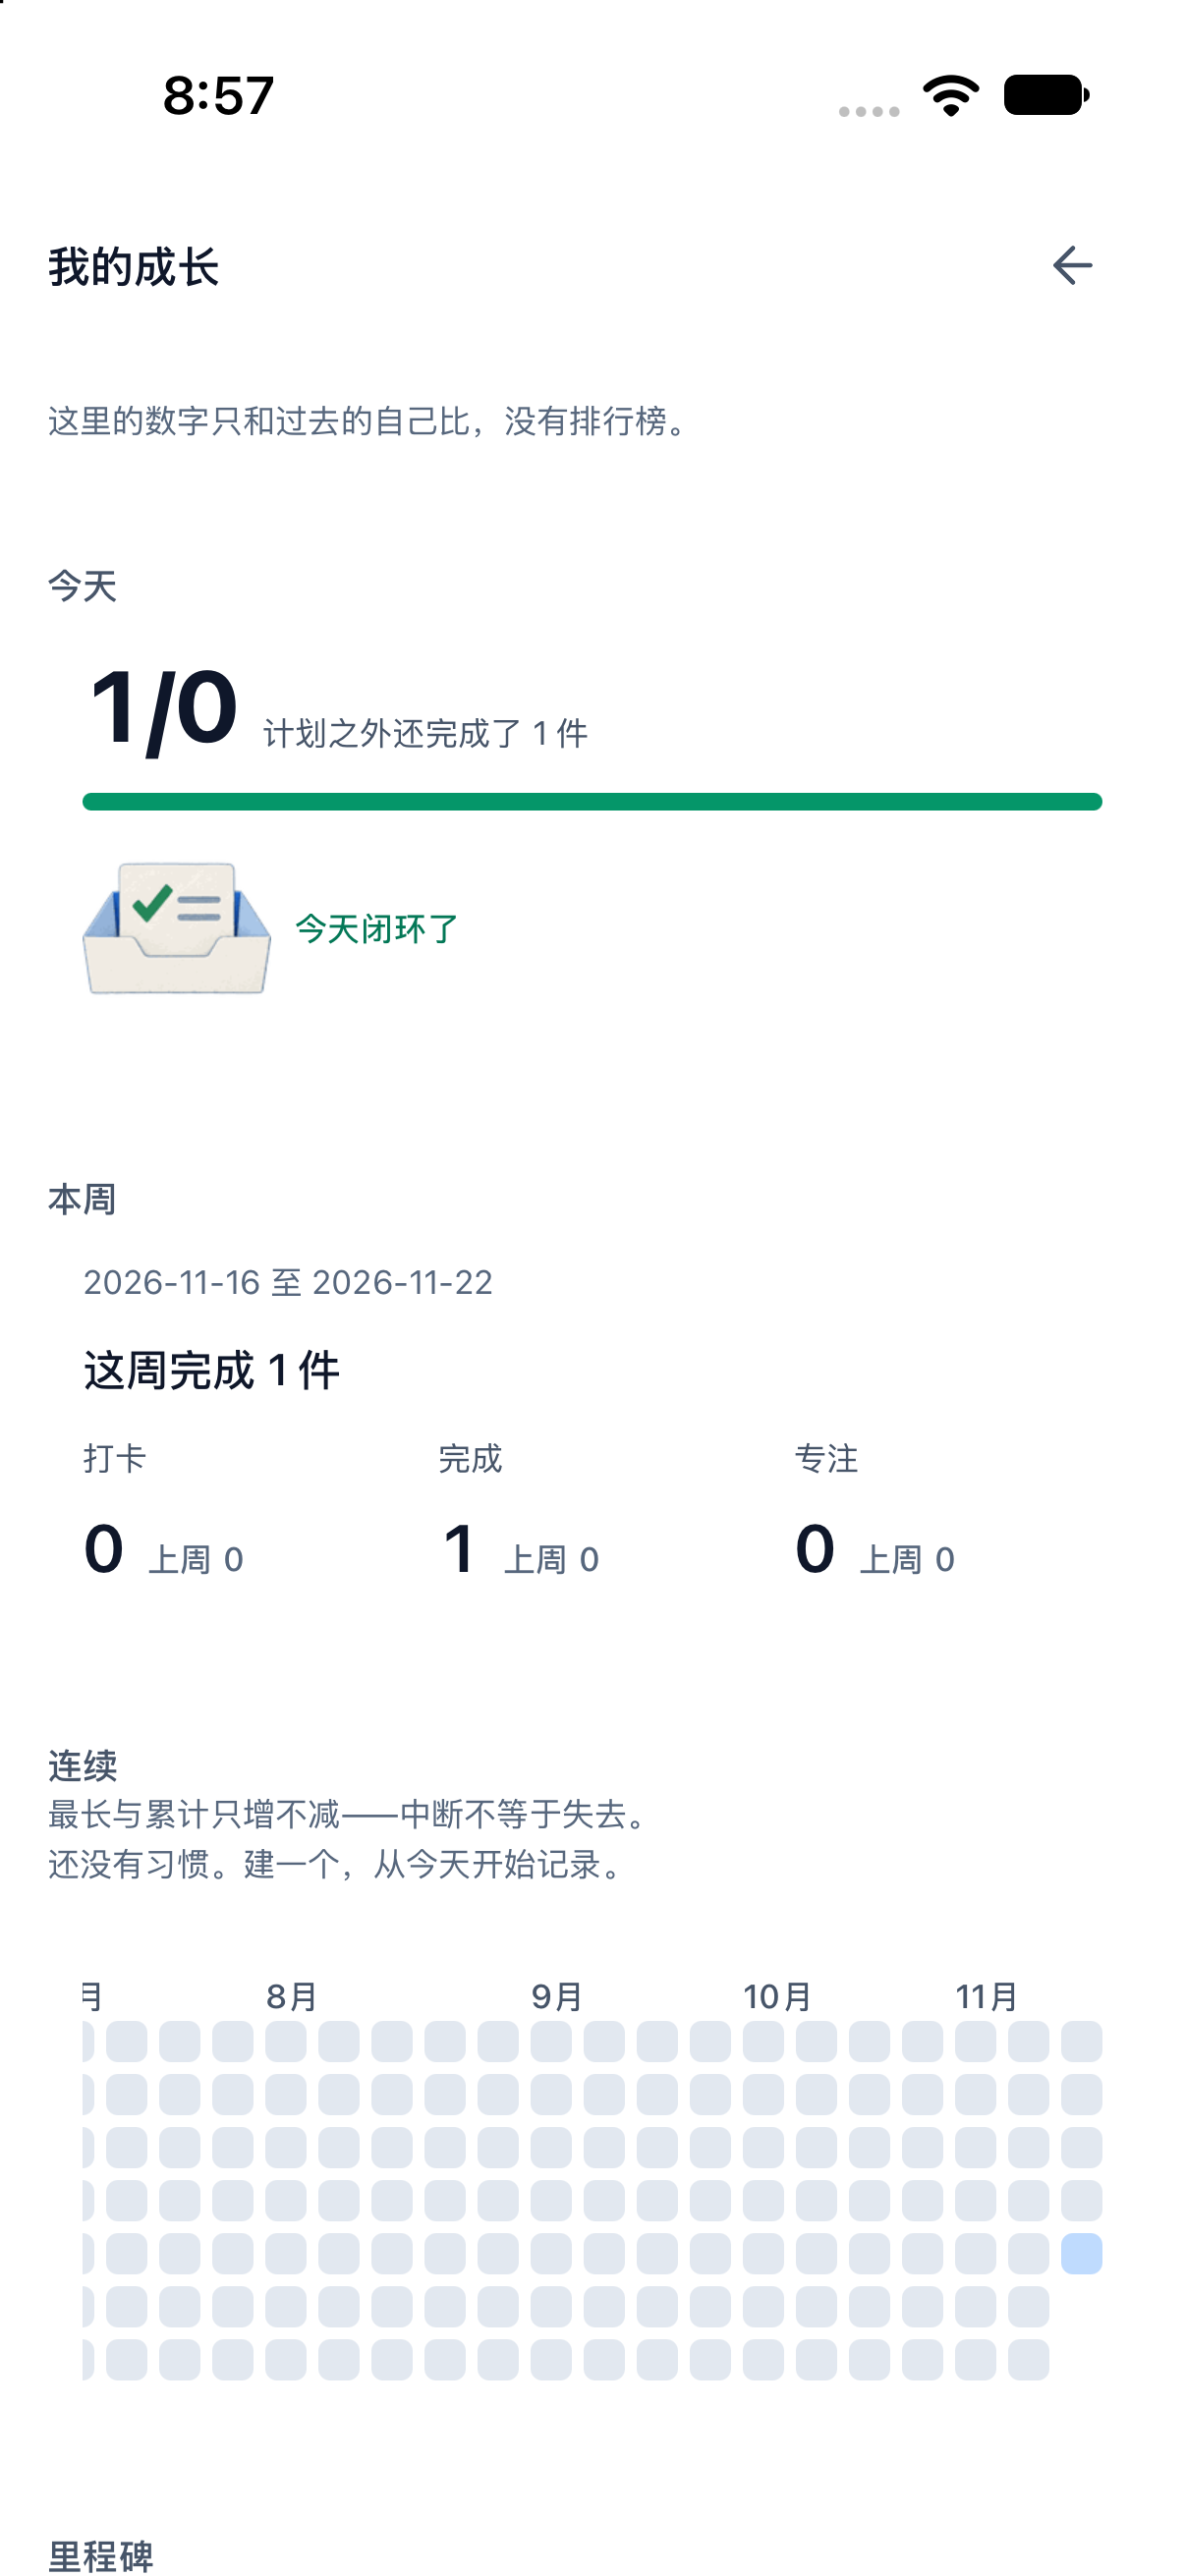 8:57
我的成长
这里的数字只和过去的自己比，没有排行榜。
今天
1/0 计划之外还完成了 1 件
今天闭环了
本周
2026-11-16 至 2026-11-22
这周完成 1 件
打卡 完成 专注
0 上周 0 1 上周 0 0 上周 0
连续
最长与累计只增不减——中断不等于失去。
还没有习惯。建一个，从今天开始记录。
月 8月 9月 10月 11月
里程碑